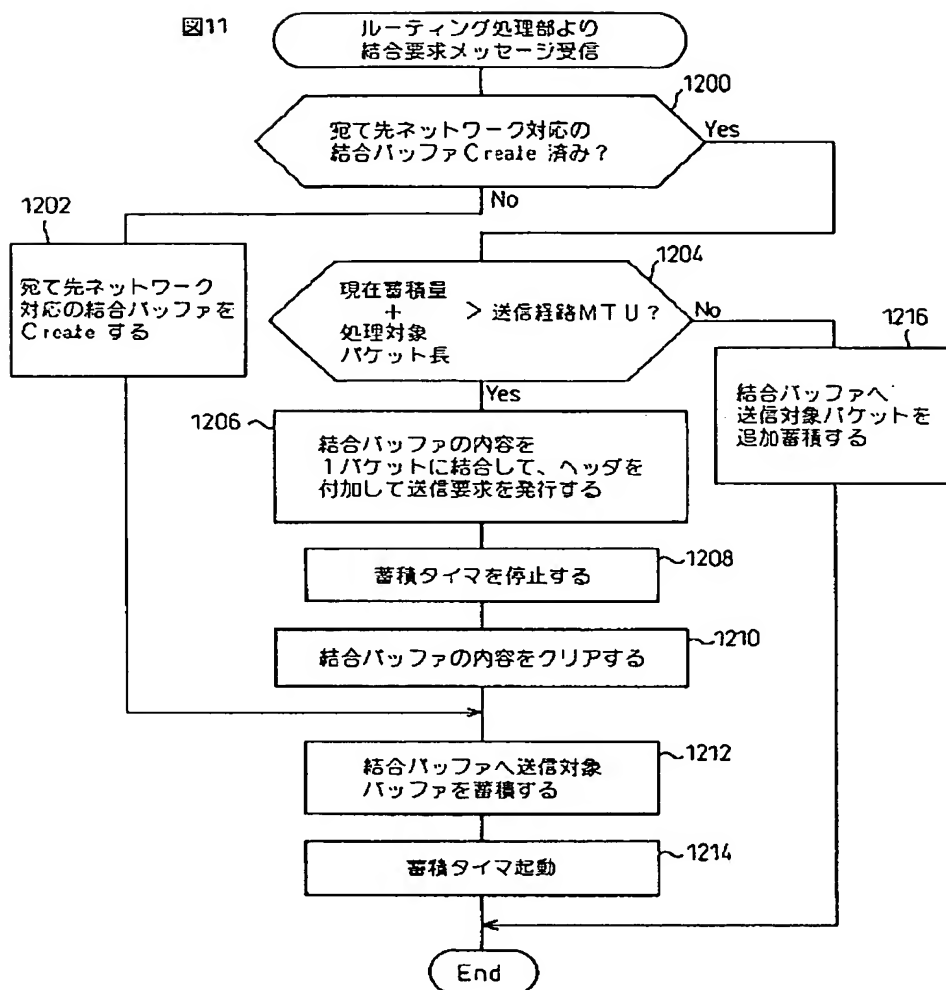 図11
ルーティング処理部より
結合要求メッセージ受信
1200
宛て先ネットワーク対応の
結合バッファCreate 済み?
Yes
No
1202
宛て先ネットワーク
対応の結合バッファを
Create する
1204
現在蓄積量
+
処理対象
パケット長
> 送信経路MTU?
No
Yes
1216
結合バッファへ
送信対象パケットを
追加蓄積する
1206
結合バッファの内容を
1パケットに結合して、ヘッダを
付加して送信要求を発行する
1208
蓄積タイマを停止する
1210
結合バッファの内容をクリアする
1212
結合バッファへ送信対象
バッファを蓄積する
1214
蓄積タイマ起動
End